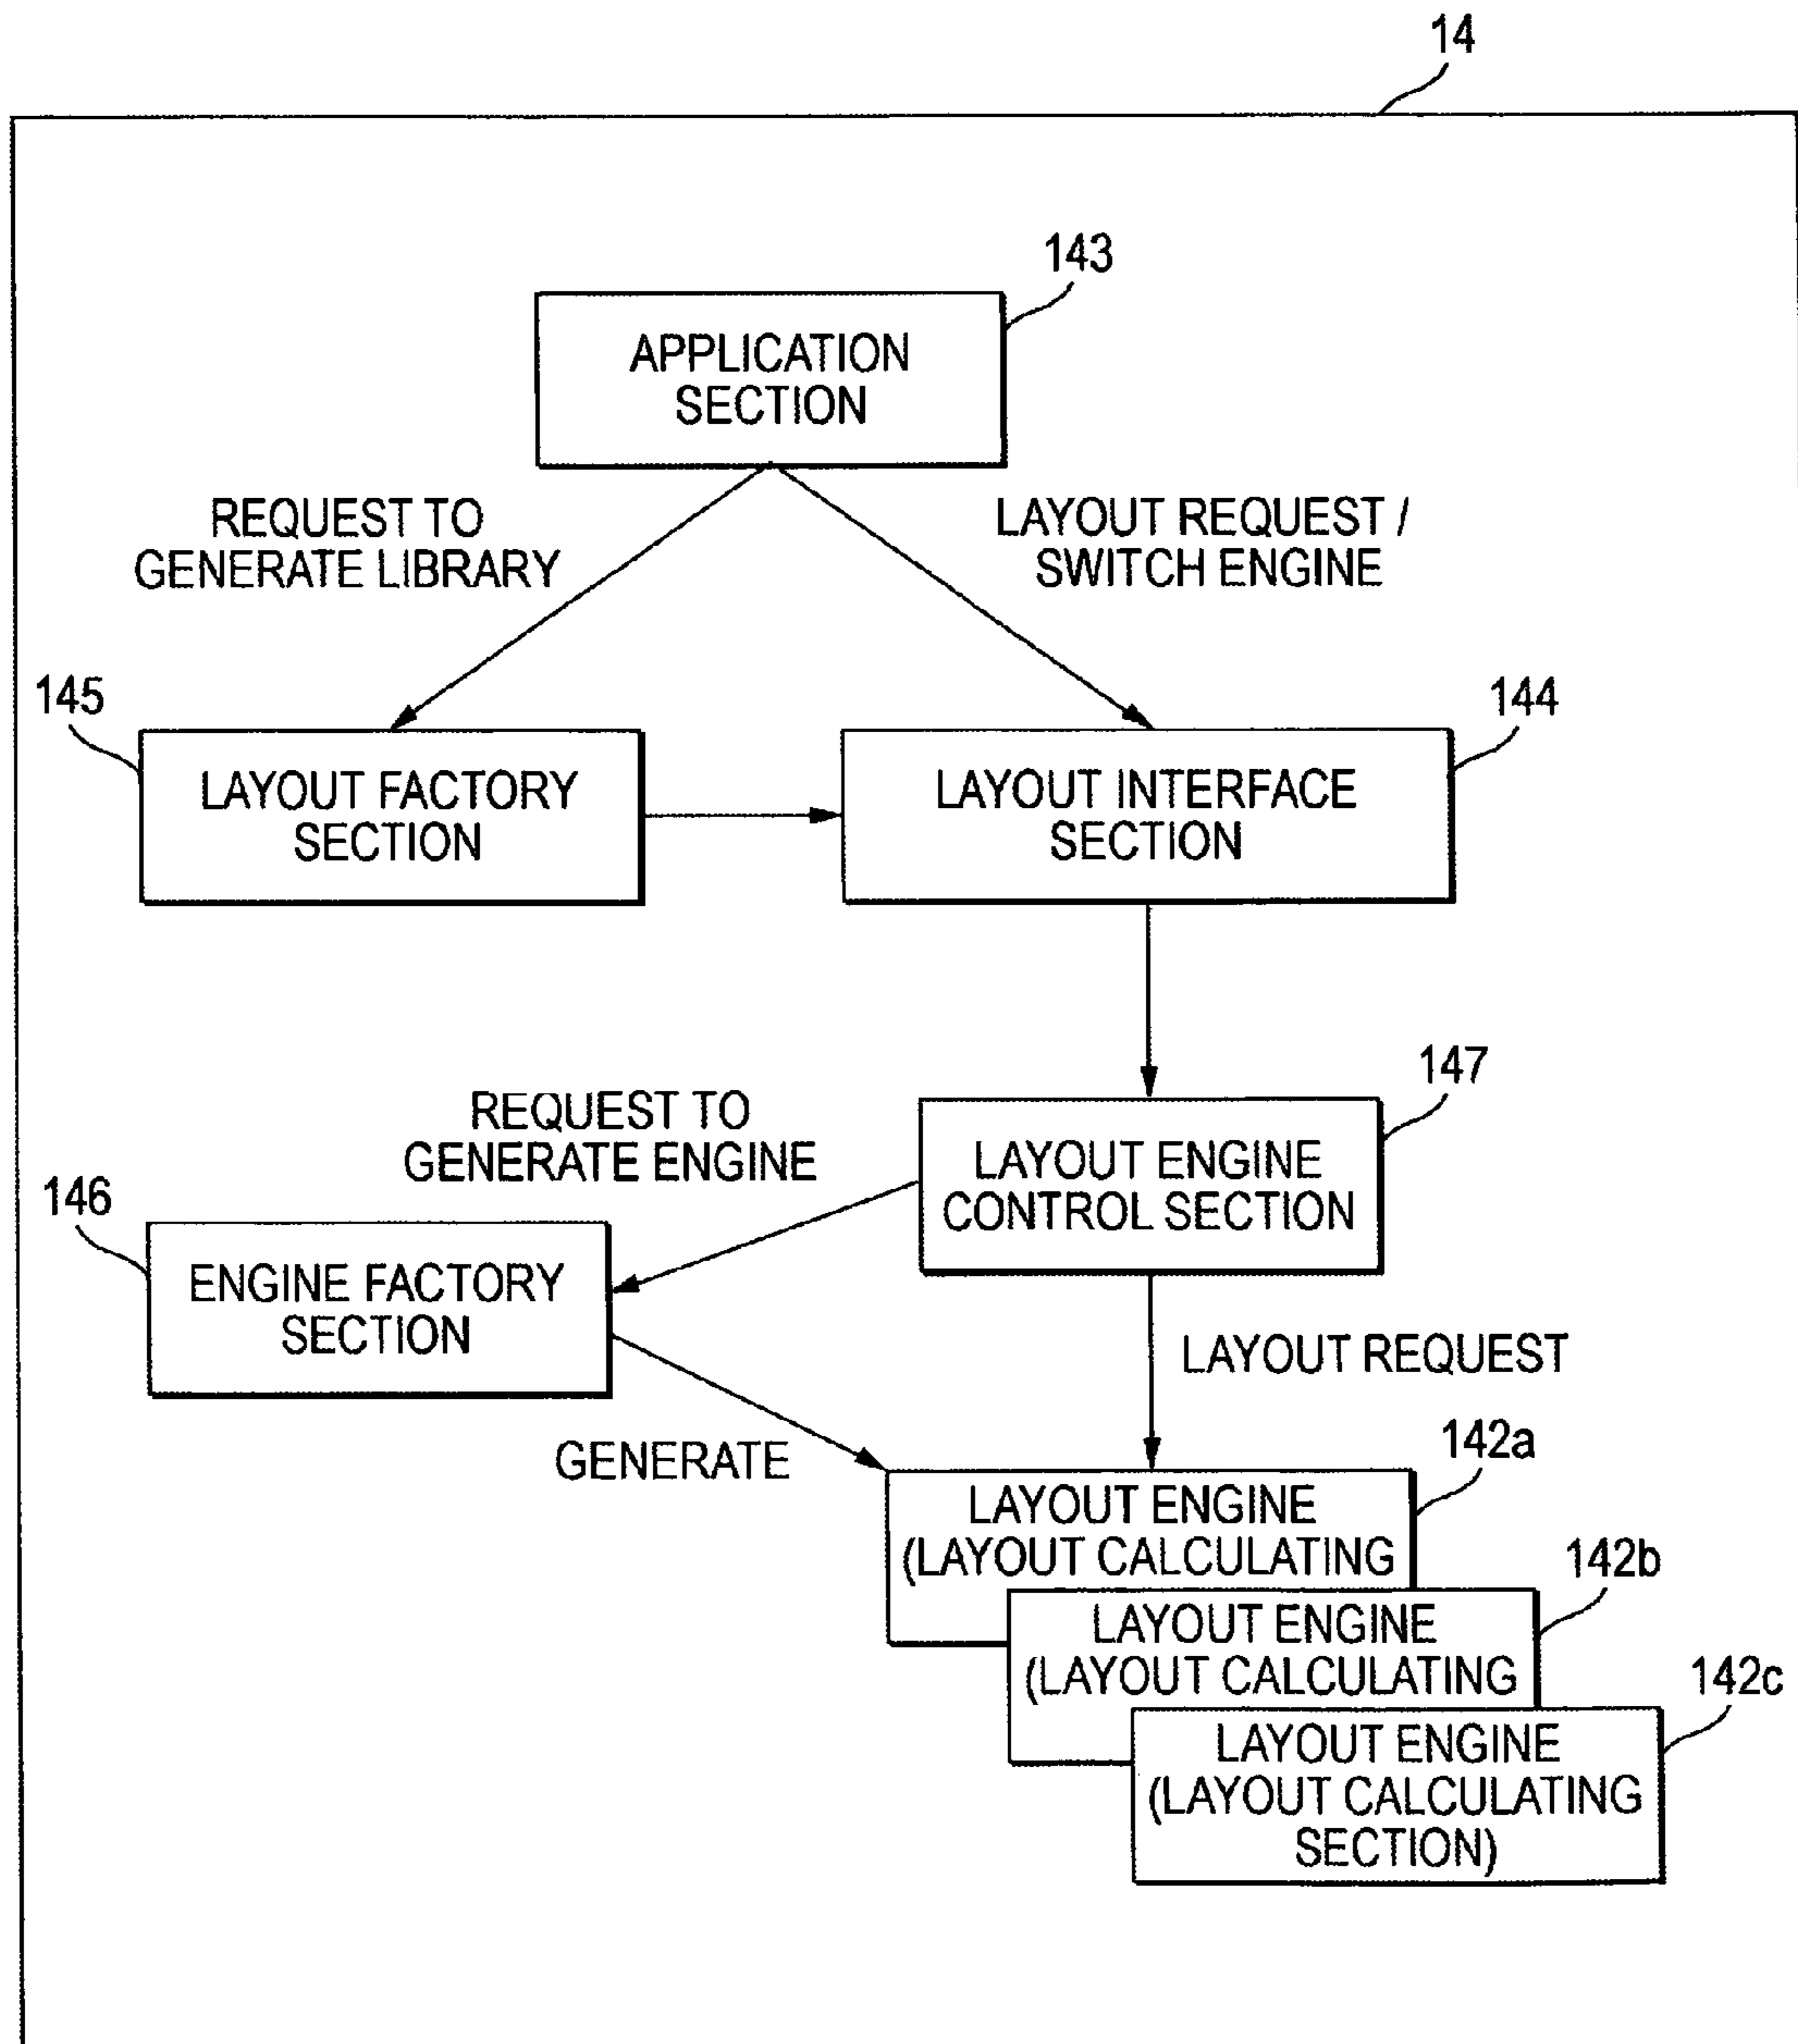 14
143
APPLICATION
SECTION
REQUEST TO
GENERATE LIBRARY
LAYOUT REQUEST /
SWITCH ENGINE
145
LAYOUT FACTORY
SECTION
144
LAYOUT INTERFACE
SECTION
147
REQUEST TO
GENERATE ENGINE
LAYOUT ENGINE
CONTROL SECTION
146
ENGINE FACTORY
SECTION
LAYOUT REQUEST
GENERATE
142a
LAYOUT ENGINE
(LAYOUT CALCULATING
142b
LAYOUT ENGINE
(LAYOUT CALCULATING
142c
LAYOUT ENGINE
(LAYOUT CALCULATING
SECTION)